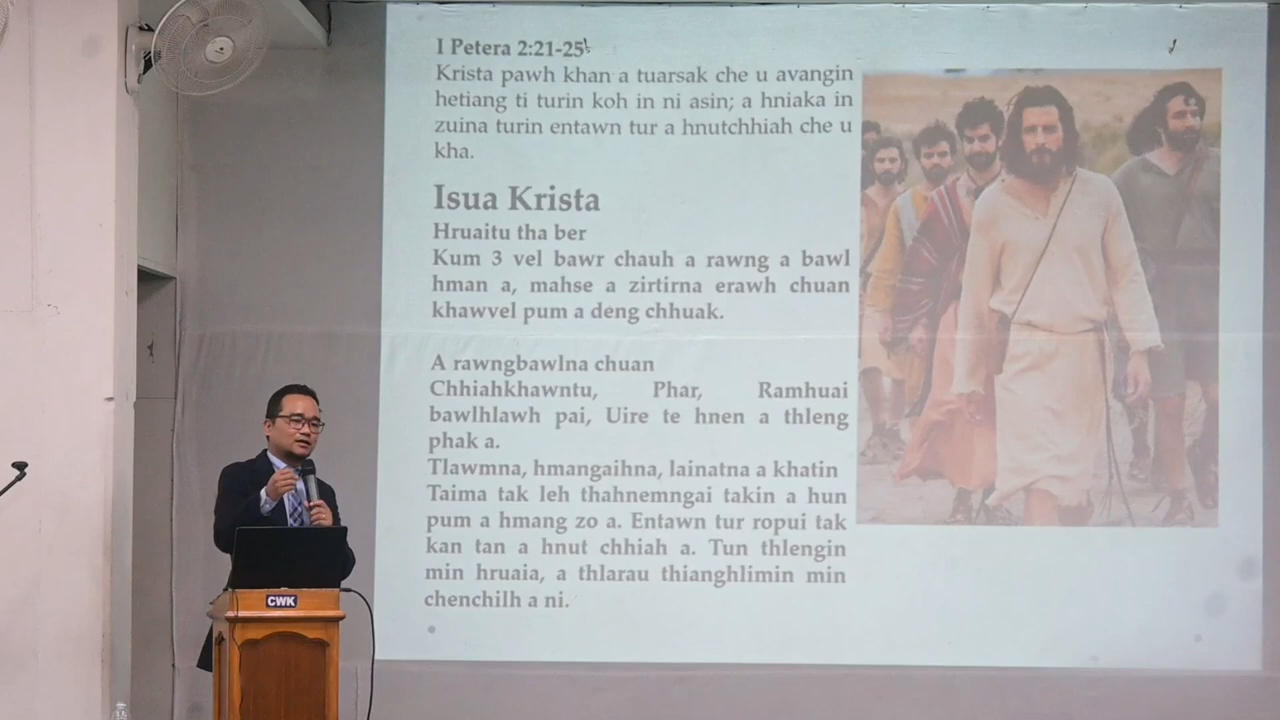 I Petera 2:21-25
Krista pawh khan a tuarsak che u avangin
hetiang ti turin koh in ni asin; a hniaka in
zuina turin entawn tur a hnutchhiah che u
kha.
Isua Krista
Hruaitu tha ber
Kum 3 vel bawr chauh a rawng a bawl
hman a, mahse a zirtirna erawh chuan
khawvel pum a deng chhuak.
A rawngbawlna chuan
Chhiahkhawntu, Phar, Ramhuai
bawlhlawh pai, Uire te hnen a thleng
phak a.
Tlawmna, hmangaihna, lainatna a khatin
Taima tak leh thahnemngai takin a hun
pum a hmang zo a. Entawn tur ropui tak
kan tan a hnut chhiah a. Tun thlengin
min hruaia, a thlarau thianghlimin min
chenchilh a ni.
CWK